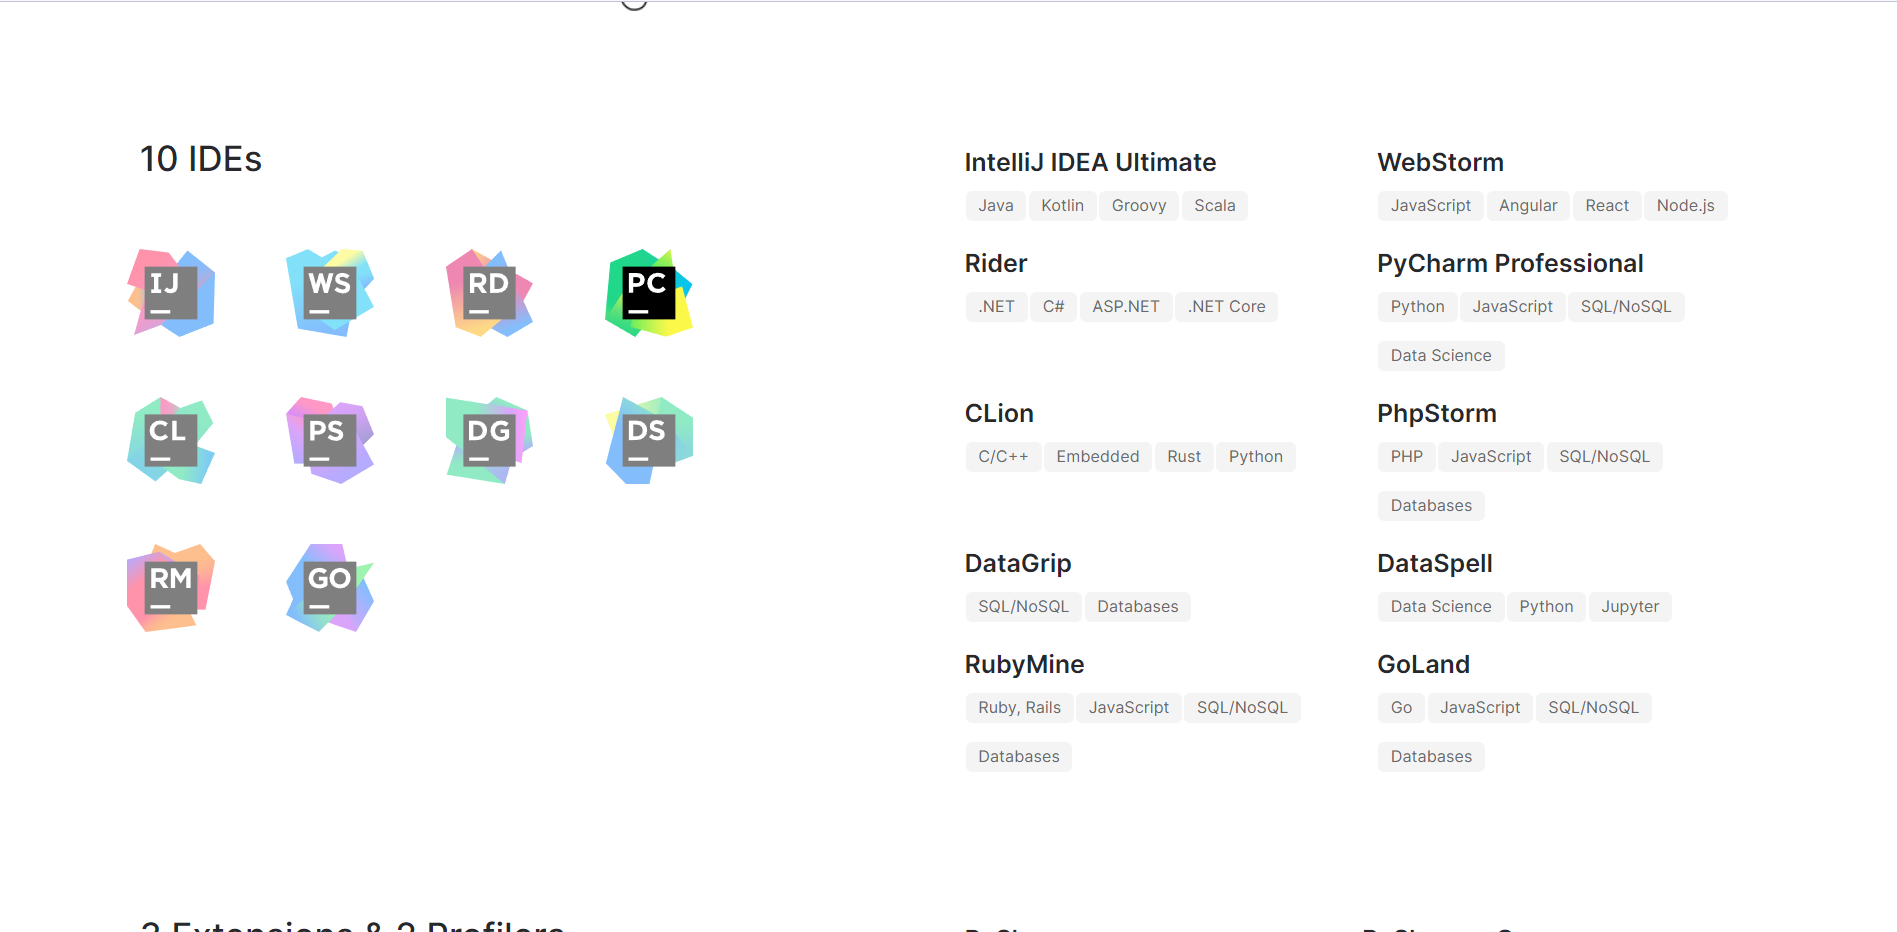 10 IDEs
IJ
WS
RD
PC
CL
PS
DG
DS
RM
GO
IntelliJ IDEA Ultimate
Java Kotlin Groovy Scala
WebStorm
JavaScript Angular React Node.js
Rider
.NET C# ASP.NET .NET Core
PyCharm Professional
Python JavaScript SQL/NoSQL
Data Science
CLion
C/C++ Embedded Rust Python
PhpStorm
PHP JavaScript SQL/NoSQL
Databases
DataGrip
SQL/NoSQL Databases
DataSpell
Data Science Python Jupyter
RubyMine
Ruby, Rails JavaScript SQL/NoSQL
Databases
GoLand
Go JavaScript SQL/NoSQL
Databases
Extensions & 2 Profilers